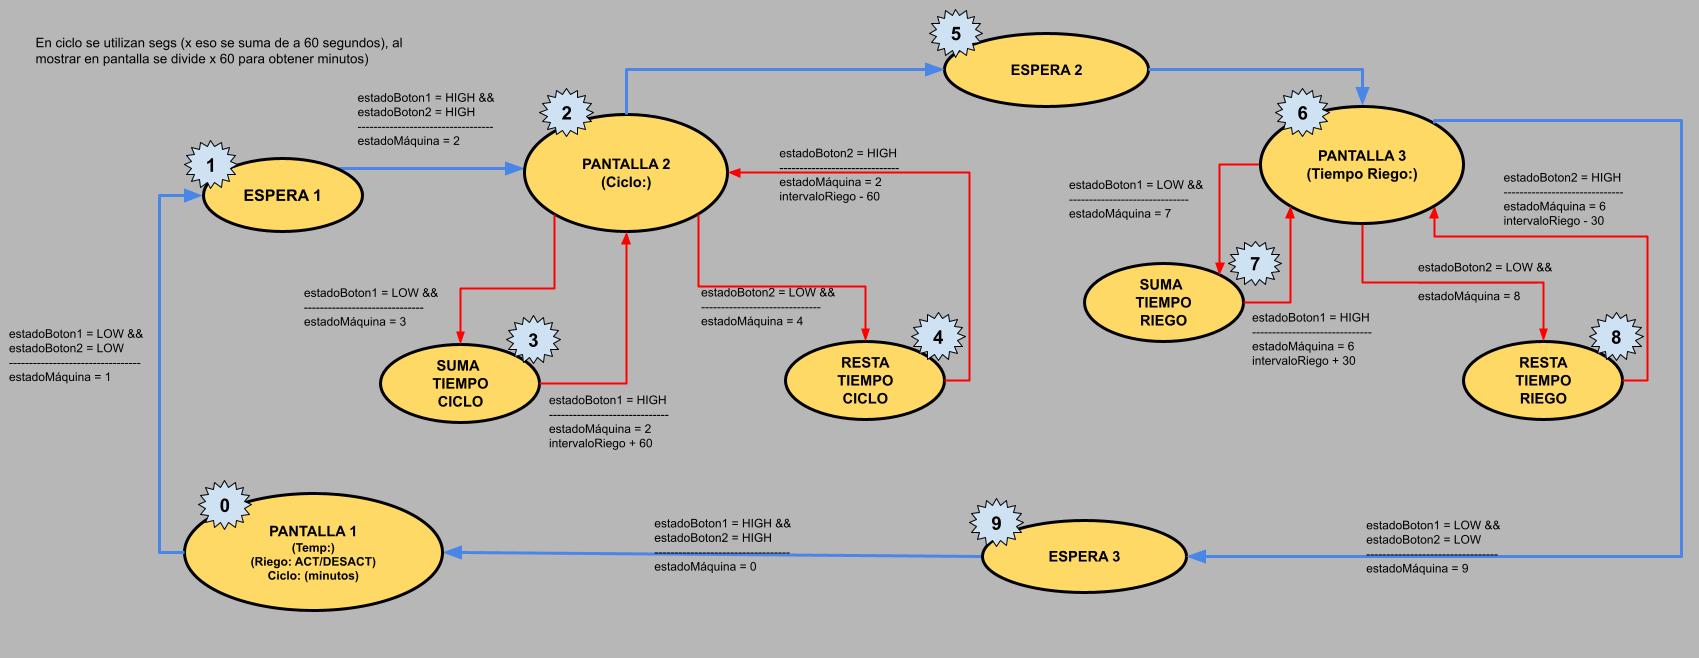 En ciclo se utilizan segs (x eso se suma de a 60 segundos), al
mostrar en pantalla se divide x 60 para obtener minutos)
estadoBoton1 = HIGH &&
estadoBoton2 = HIGH
----------------------------------
estadoMáquina = 2
1
ESPERA 1
2
PANTALLA 2
(Ciclo:)
5
ESPERA 2
6
PANTALLA 3
(Tiempo Riego:)
estadoBoton2 = HIGH
------------------------------
estadoMáquina = 2
intervaloRiego - 60
estadoBoton1 = LOW &&
------------------------------
estadoMáquina = 7
estadoBoton2 = HIGH
------------------------------
estadoMáquina = 6
intervaloRiego - 30
estadoBoton1 = LOW &&
estadoBoton2 = LOW
---------------------------------
estadoMáquina = 1
estadoBoton1 = LOW &&
------------------------------
estadoMáquina = 3
3
SUMA
TIEMPO
CICLO
estadoBoton1 = HIGH
------------------------------
estadoMáquina = 2
intervaloRiego + 60
estadoBoton2 = LOW &&
------------------------------
estadoMáquina = 4
4
RESTA
TIEMPO
CICLO
7
SUMA
TIEMPO
RIEGO
estadoBoton1 = HIGH
------------------------------
estadoMáquina = 6
intervaloRiego + 30
estadoBoton2 = LOW &&
------------------------------
estadoMáquina = 8
8
RESTA
TIEMPO
RIEGO
0
PANTALLA 1
(Temp:)
(Riego: ACT/DESACT)
Ciclo: (minutos)
estadoBoton1 = HIGH &&
estadoBoton2 = HIGH
----------------------------------
estadoMáquina = 0
9
ESPERA 3
estadoBoton1 = LOW &&
estadoBoton2 = LOW
---------------------------------
estadoMáquina = 9